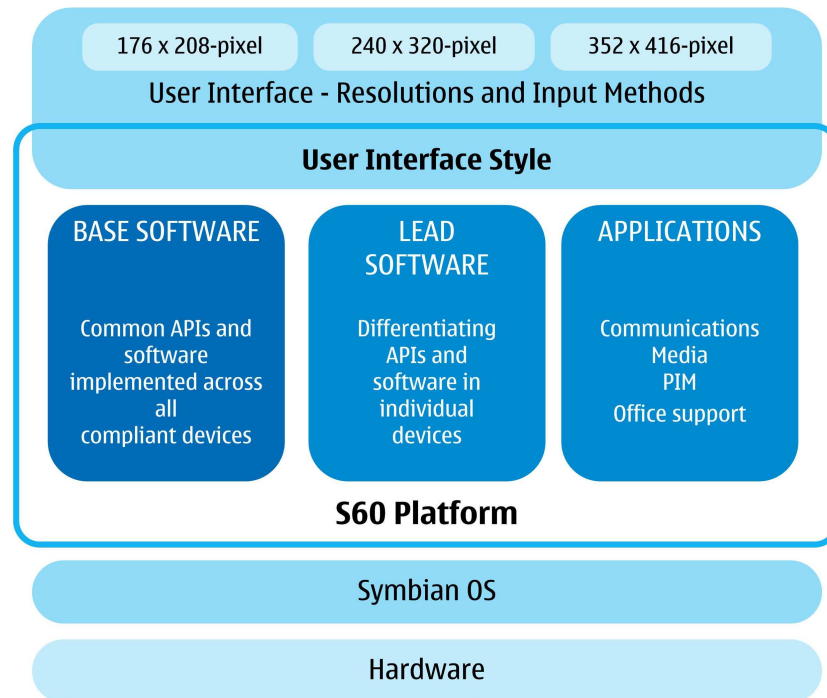 176 x 208-pixel
240 x 320-pixel
352 x 416-pixel
User Interface - Resolutions and Input Methods
User Interface Style
BASE SOFTWARE
Common APIs and
software
implemented across
all
compliant devices
LEAD
SOFTWARE
Differentiating
APIs and
software in
individual
devices
APPLICATIONS
Communications
Media
PIM
Office support
S60 Platform
Symbian OS
Hardware